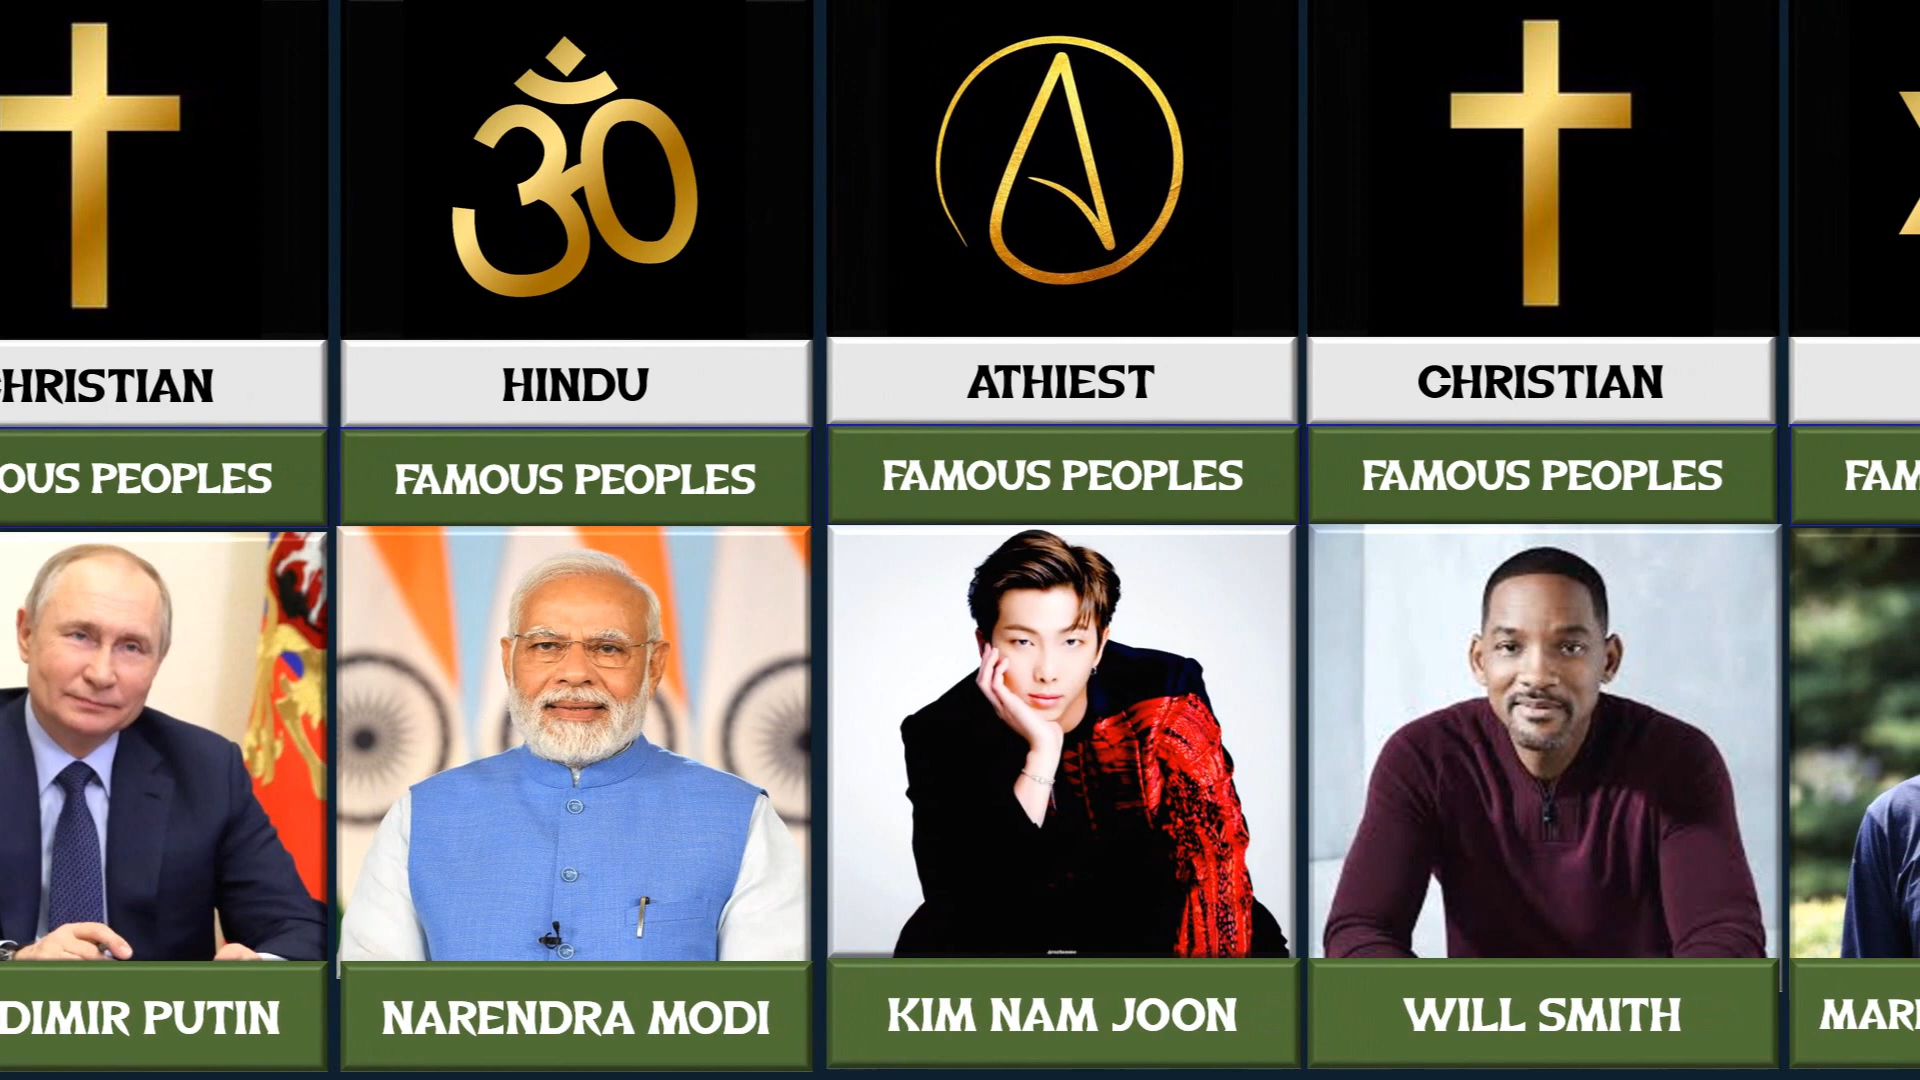 CHRISTIAN
OUS PEOPLES
DIMIR PUTIN
HINDU
FAMOUS PEOPLES
NARENDRA MODI
ATHIEST
FAMOUS PEOPLES
KIM NAM JOON
CHRISTIAN
FAMOUS PEOPLES
WILL SMITH
FAM
MAR